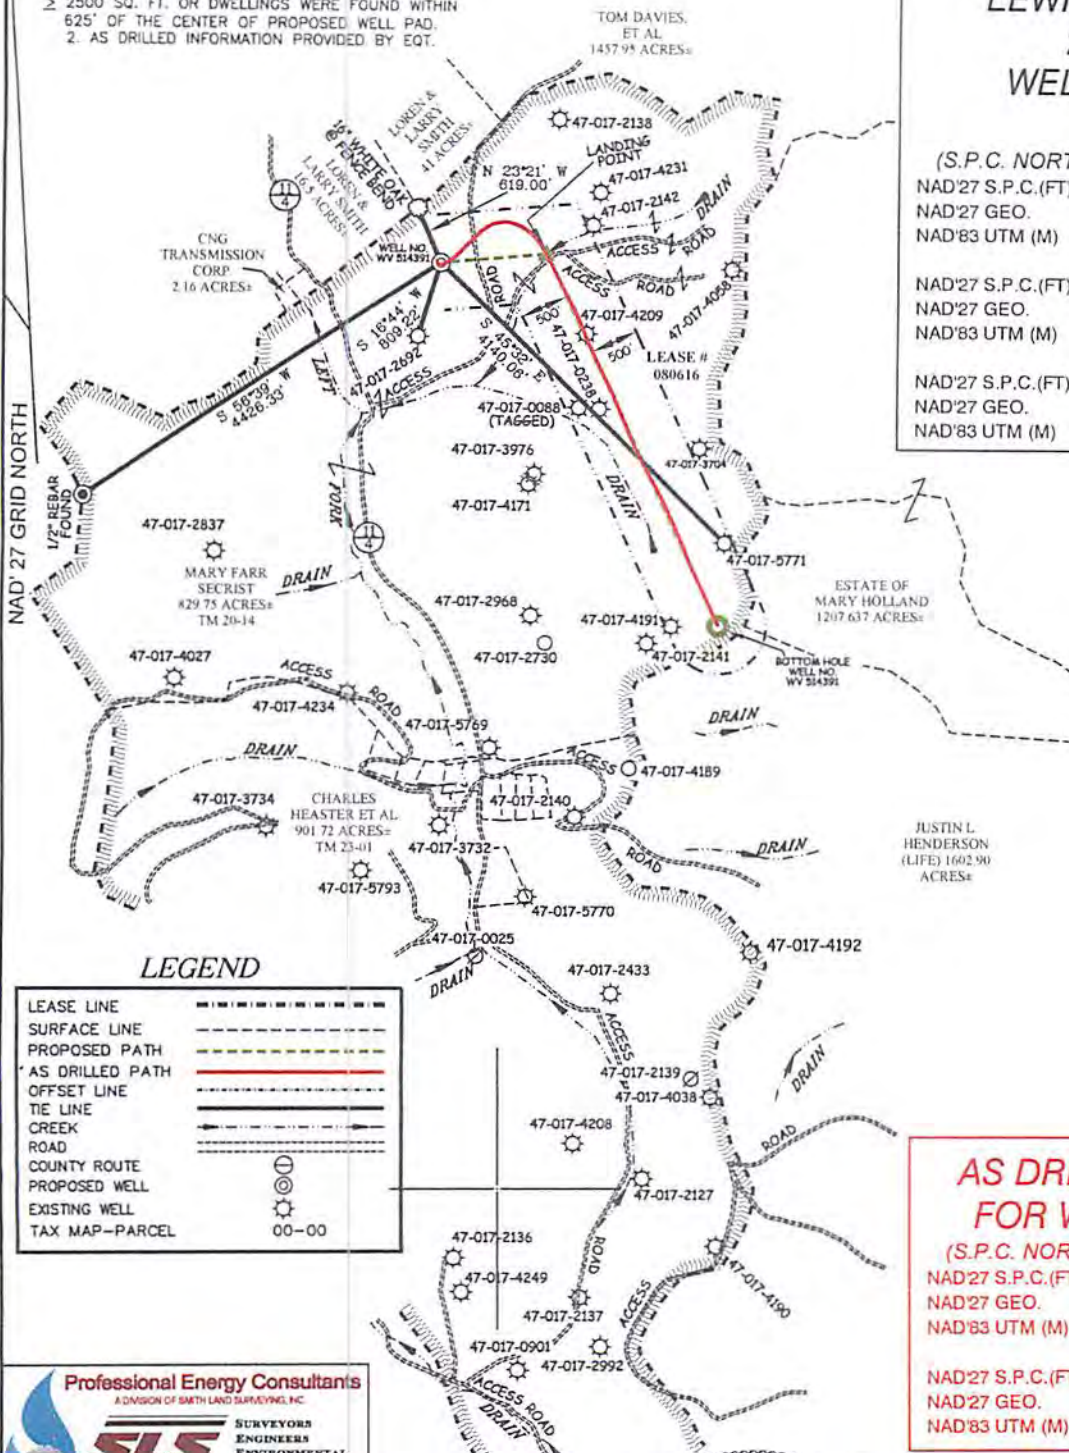 ≥ 2500 SQ. FT. OR DWELLINGS WERE FOUND WITHIN
625' OF THE CENTER OF PROPOSED WELL PAD.
2. AS DRILLED INFORMATION PROVIDED BY EQT.
TOM DAVIES,
ET AL
1457.95 ACRES±
(S.P.C.
NAD'27 S.P.C.(FT)
NAD'27 GEO.
NAD'83 UTM (M)
NAD'27 S.P.C.(FT)
NAD'27 GEO.
NAD'83 UTM (M)
NAD'27 S.P.C.(FT)
NAD'27 GEO.
NAD'83 UTM (M)
NAD'27 GRID NORTH
LOREN &
LARRY
SMITH
41 ACRES±
16" WHITE OAK
@ FENCE BEND
LOREN &
LARRY SMITH
16.5 ACRES±
11
4
N 23°21' W
619.00'
LANDING
POINT
47-017-2138
47-017-4231
47-017-2142
DRAIN
CNG
TRANSMISSION
CORP
2.16 ACRES±
WELL NO.
WV 514391
ROAD
ACCESS
ROAD
ACCESS
ROAD
47-017-4058
S 16°44' W
809.22'
47-017-2692
LEFT
ACCESS
S 45°32' E
4140.08'
500'
47-017-4209
500'
47-017-0238
LEASE #
080616
S 56°39' W
4426.33'
47-017-0088
(TAGGED)
47-017-3976
47-017-4171
47-017-3704
DRAIN
FORK
1/2" REBAR
FOUND
11
4
47-017-2837
MARY FARR
SECRIST
829.75 ACRES±
TM 20-14
DRAIN
47-017-5771
ESTATE OF
MARY HOLLAND
1207.637 ACRES±
47-017-2968
47-017-4191
47-017-2730
47-017-2141
BOTTOM HOLE
WELL NO.
WV 514391
47-017-4027
ACCESS
ROAD
47-017-4234
47-017-5769
DRAIN
DRAIN
ACCESS
47-017-4189
47-017-3734
CHARLES
HEASTER ET AL
901.72 ACRES±
TM 23-01
47-017-2140
47-017-3732
ROAD
DRAIN
JUSTIN L
HENDERSON
(LIFE) 1602.90
ACRES±
47-017-5793
47-017-5770
47-017-0025
DRAIN
47-017-4192
47-017-2433
ACCESS
LEGEND
LEASE LINE
SURFACE LINE
PROPOSED PATH
AS DRILLED PATH
OFFSET LINE
TIE LINE
CREEK
ROAD
COUNTY ROUTE
PROPOSED WELL
EXISTING WELL
TAX MAP-PARCEL 00-00
47-017-2139
47-017-4038
DRAIN
47-017-4208
ROAD
47-017-2127
47-017-2136
47-017-4249
ROAD
47-017-2137
ACCESS
47-017-4190
47-017-0901
47-017-2992
ACCESS ROAD
DRAIN
FOR
(S.P.C.
NAD'27 GEO.
NAD'83 UTM (M)
NAD'27 GEO.
NAD'83 UTM (M)
Professional Energy Consultants
A DIVISION OF SMITH LAND SURVEYING, INC.
SLS
SURVEYORS
ENGINEERS
ENVIRONMENTAL